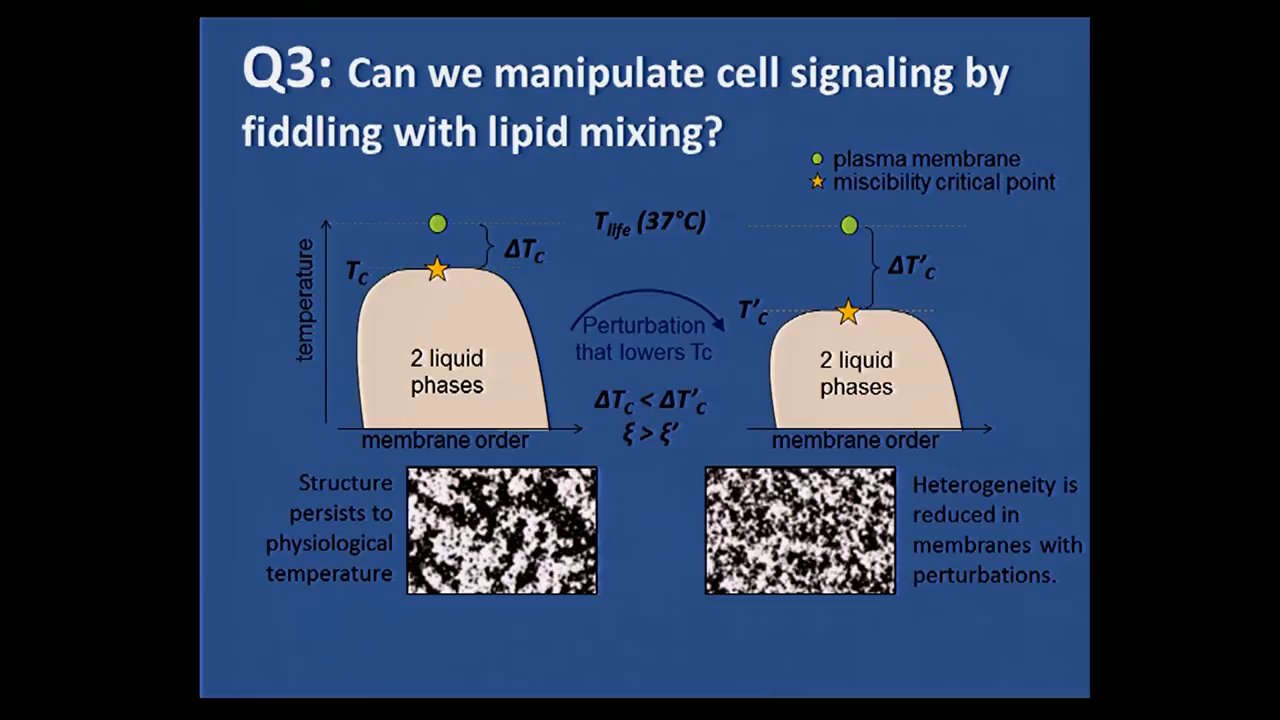 Q3: Can we manipulate cell signaling by
fiddling with lipid mixing?
plasma membrane
miscibility critical point
temperature
T_C
ΔT_C
2 liquid
phases
membrane order
T_life (37°C)
Perturbation
that lowers Tc
ΔT_C < ΔT'_C
ξ > ξ'
T'_C
ΔT'_C
2 liquid
phases
membrane order
Structure
persists to
physiological
temperature
Heterogeneity is
reduced in
membranes with
perturbations.